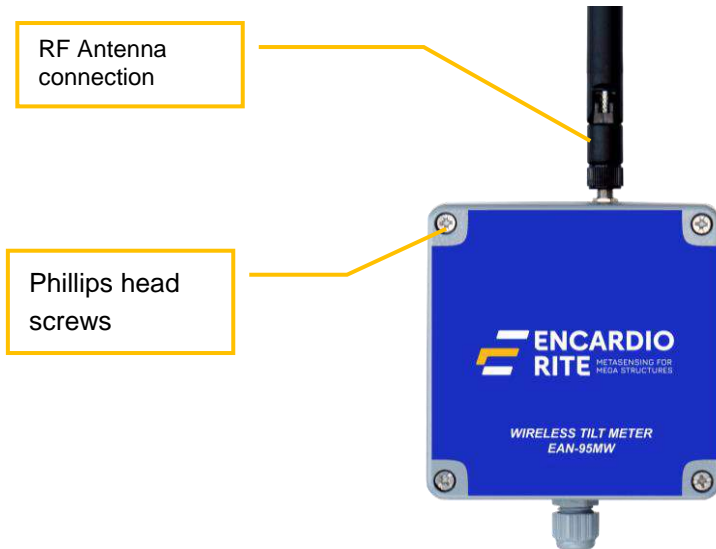 RF Antenna
connection
Phillips head
screws
ENCARDIO
RITE METASENSING FOR
MEGA STRUCTURES
WIRELESS TILT METER
EAN-95MW